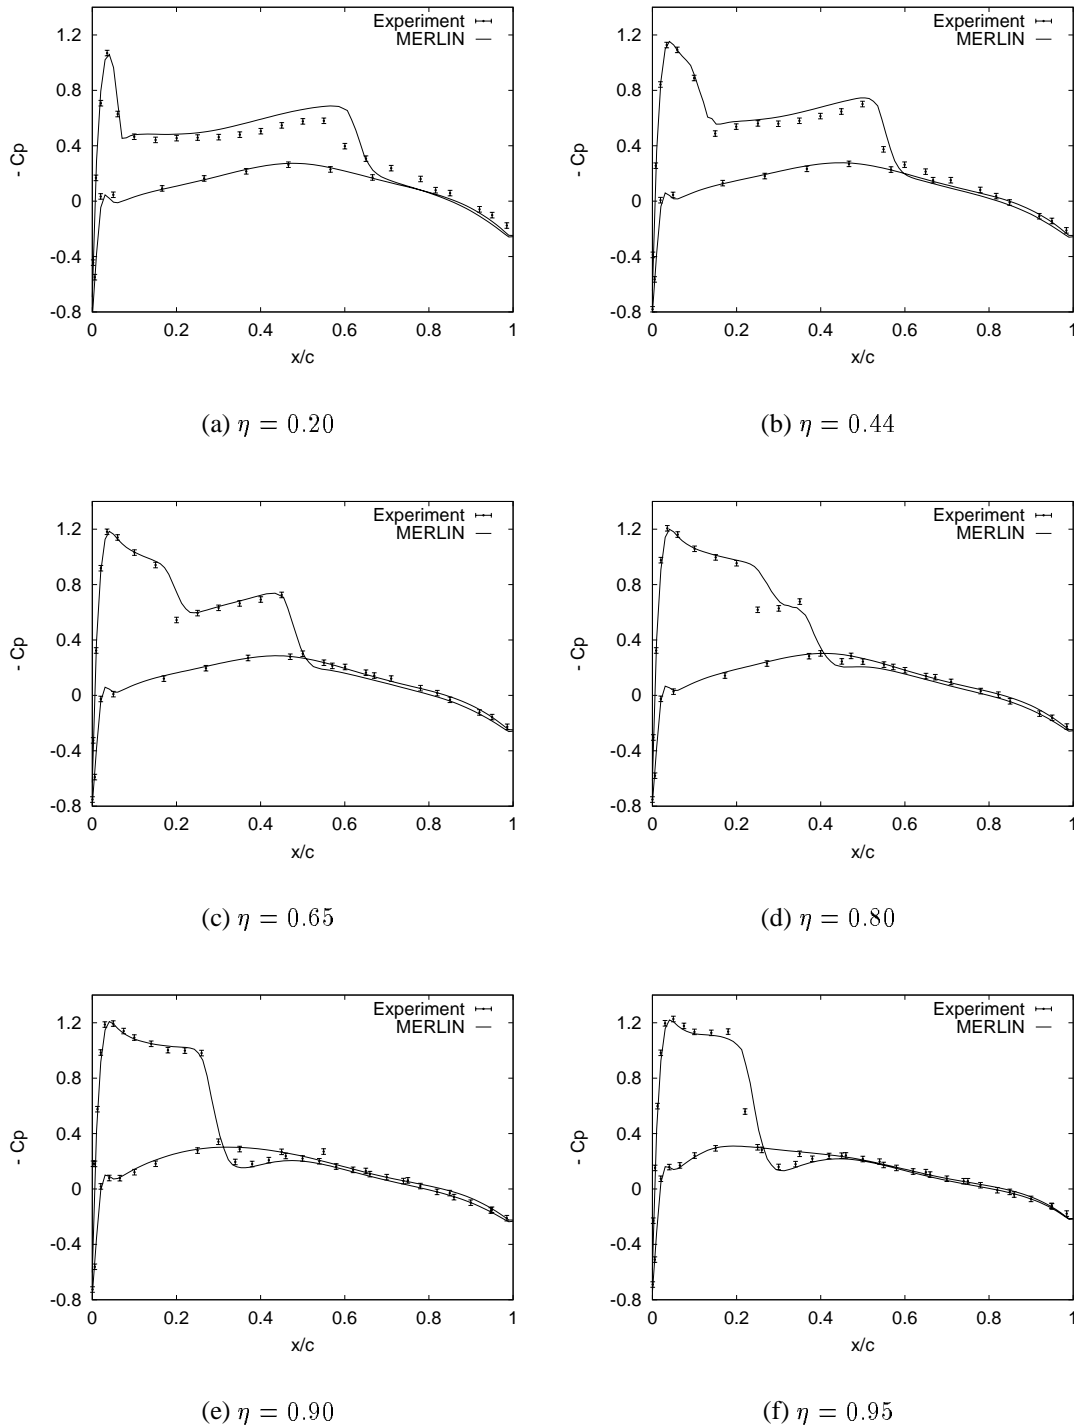 Experiment
MERLIN
1.2
0.8
0.4
0
-0.4
-0.8
- Cp
0 0.2 0.4 0.6 0.8 1
x/c
(a) η = 0.20
Experiment
MERLIN
1.2
0.8
0.4
0
-0.4
-0.8
- Cp
0 0.2 0.4 0.6 0.8 1
x/c
(b) η = 0.44
Experiment
MERLIN
1.2
0.8
0.4
0
-0.4
-0.8
- Cp
0 0.2 0.4 0.6 0.8 1
x/c
(c) η = 0.65
Experiment
MERLIN
1.2
0.8
0.4
0
-0.4
-0.8
- Cp
0 0.2 0.4 0.6 0.8 1
x/c
(d) η = 0.80
Experiment
MERLIN
1.2
0.8
0.4
0
-0.4
-0.8
- Cp
0 0.2 0.4 0.6 0.8 1
x/c
(e) η = 0.90
Experiment
MERLIN
1.2
0.8
0.4
0
-0.4
-0.8
- Cp
0 0.2 0.4 0.6 0.8 1
x/c
(f) η = 0.95